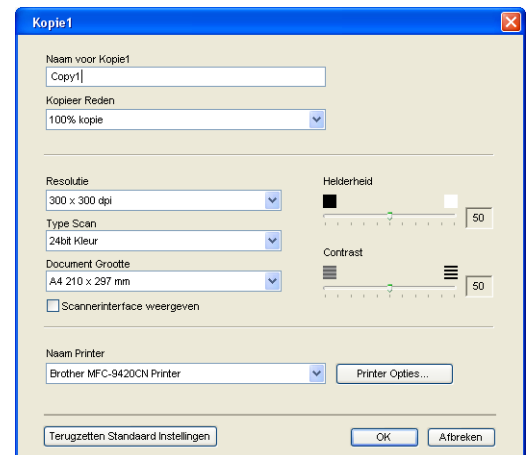 Kopie1
Naam voor Kopie1
Copy1
Kopieer Reden
100% kopie
Resolutie
300 x 300 dpi
Type Scan
24bit Kleur
Document Grootte
A4 210 x 297 mm
Scannerinterface weergeven
Helderheid
50
Contrast
50
Naam Printer
Brother MFC-9420CN Printer
Printer Opties...
Terugzetten Standaard Instellingen
OK
Afbreken